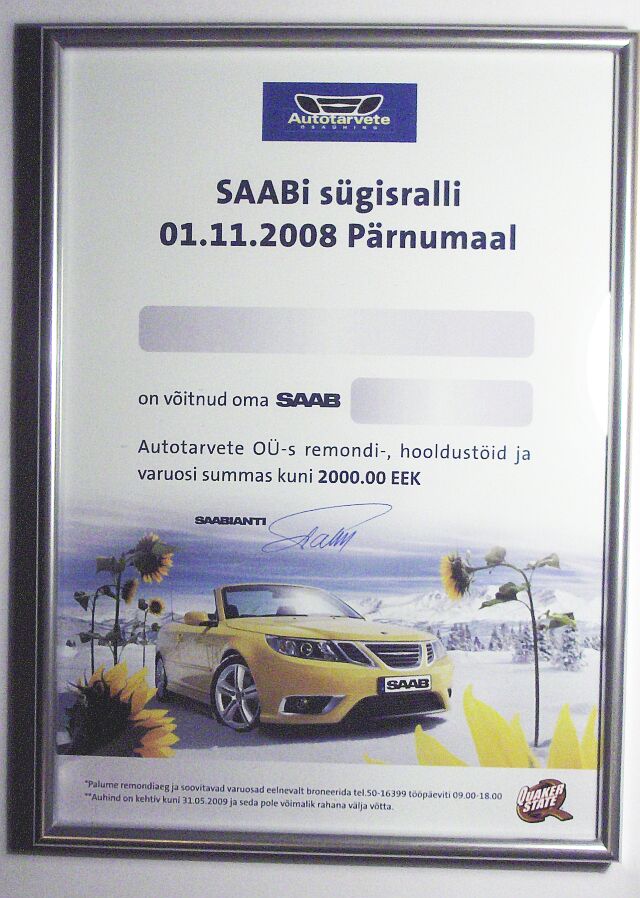 Autotarvete
OSAÜHING
SAABi sügisralli
01.11.2008 Pärnumaal
on võitnud oma SAAB
Autotarvete OÜ-s remondi-, hooldustöid ja
varuosi summas kuni 2000.00 EEK
SAABIANTI
SAAB
*Palume remondiaeg ja soovitavad varuosad eelnevalt broneerida tel.50-16399 tööpäeviti 09.00-18.00
**Auhind on kehtiv kuni 31.05.2009 ja seda pole võimalik rahana välja võtta.
QUAKER
STATE